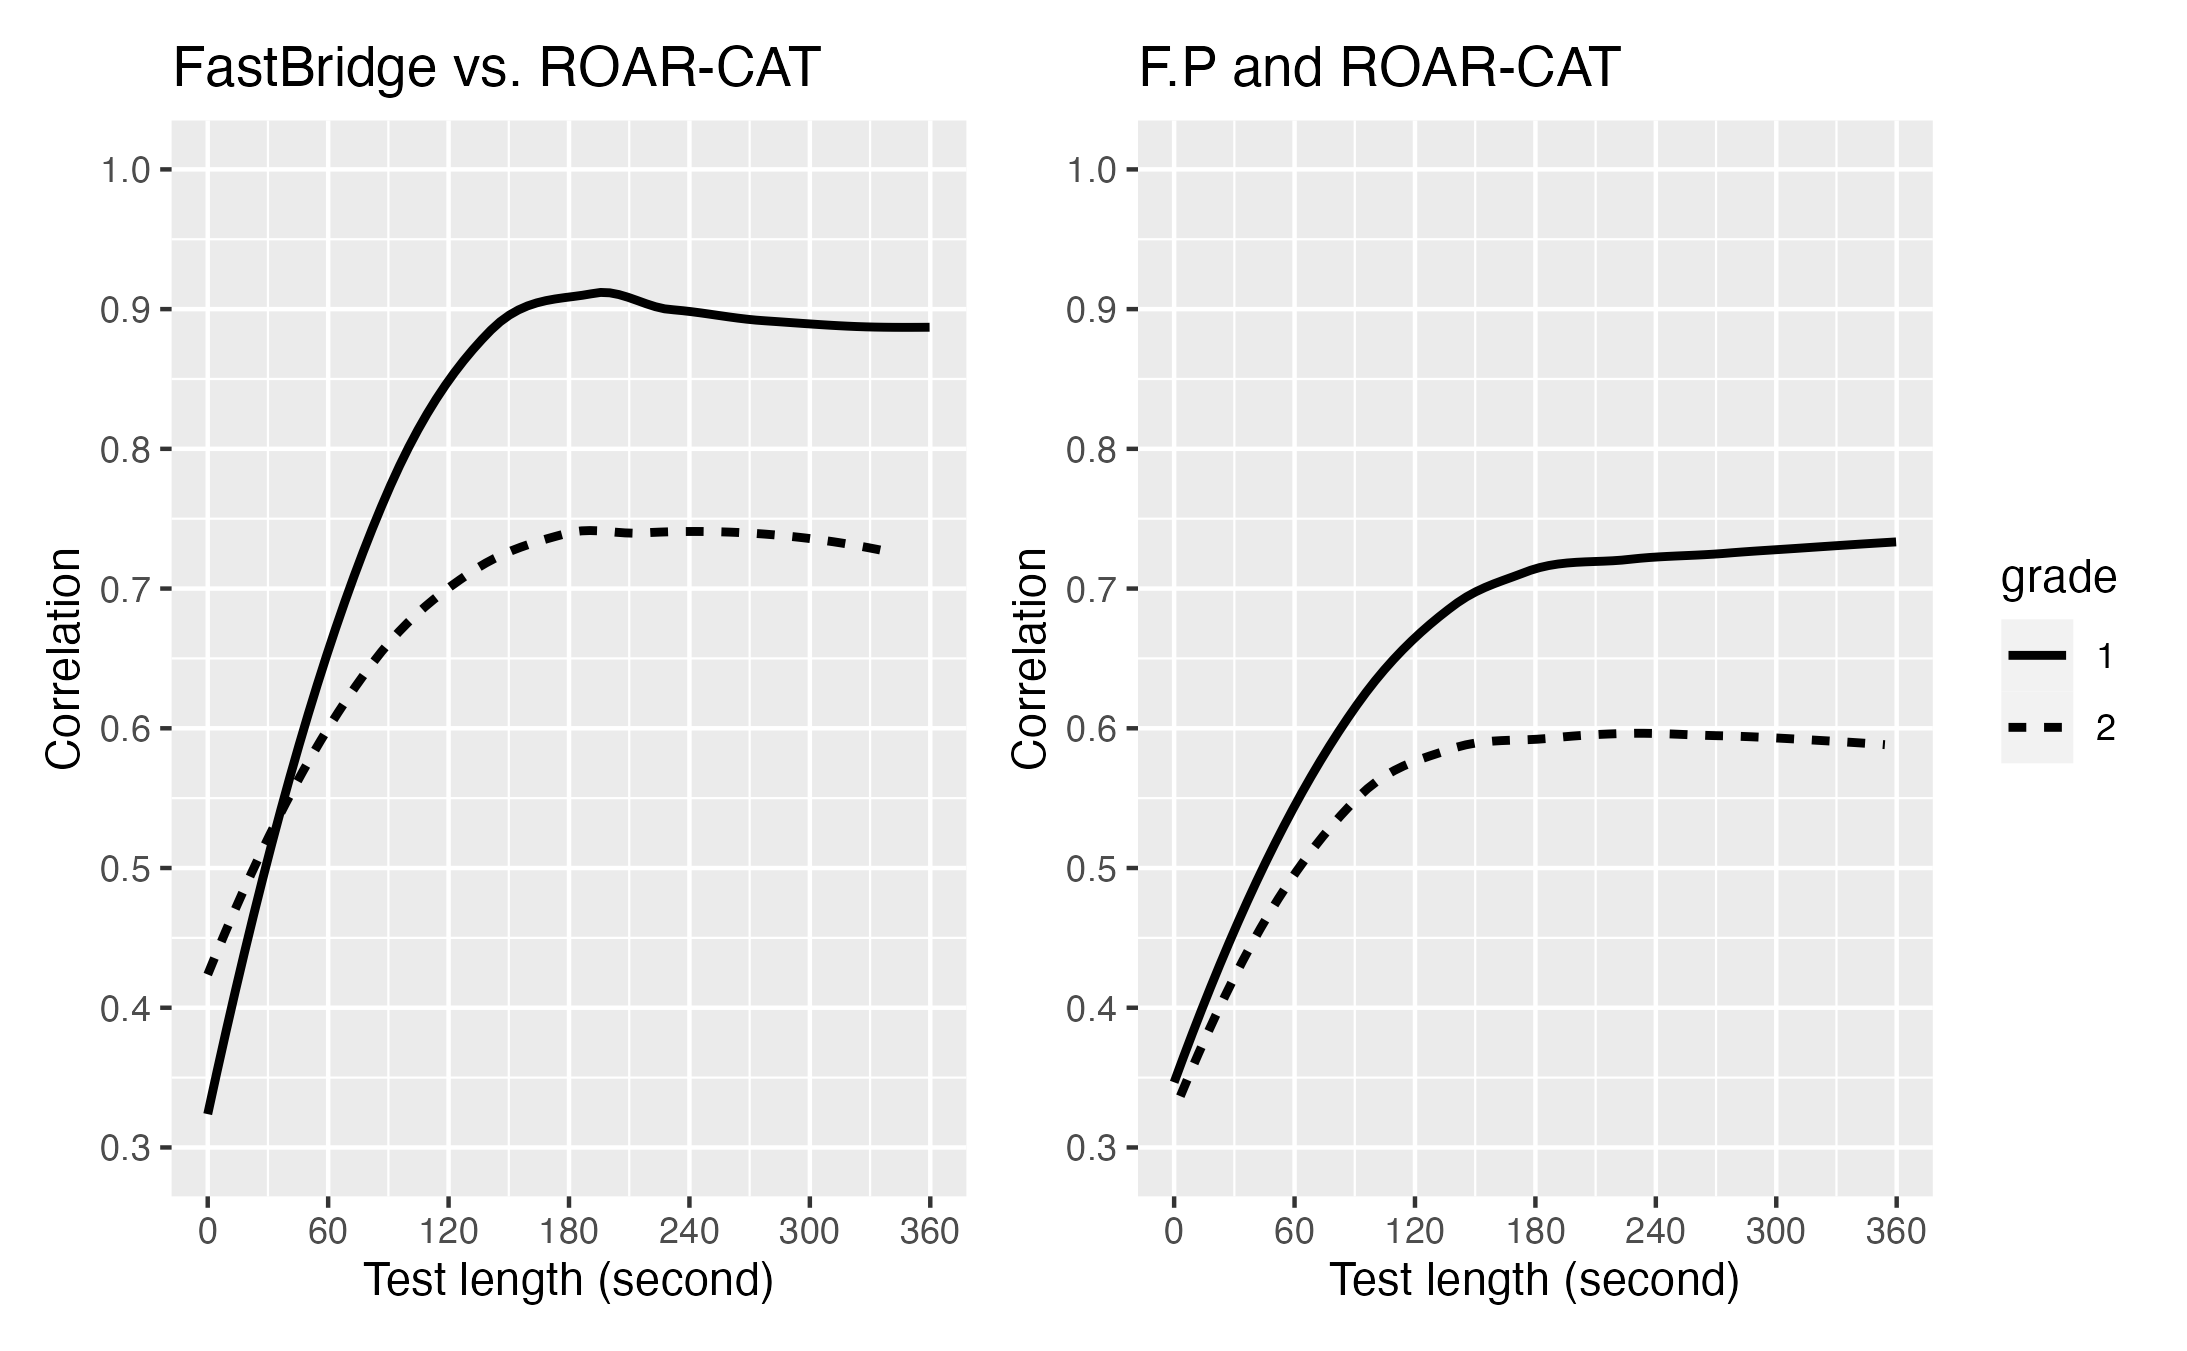 FastBridge vs. ROAR-CAT
Correlation
1.0
0.9
0.8
0.7
0.6
0.5
0.4
0.3
0 60 120 180 240 300 360
Test length (second)
F.P and ROAR-CAT
Correlation
1.0
0.9
0.8
0.7
0.6
0.5
0.4
0.3
0 60 120 180 240 300 360
Test length (second)
grade
1
2